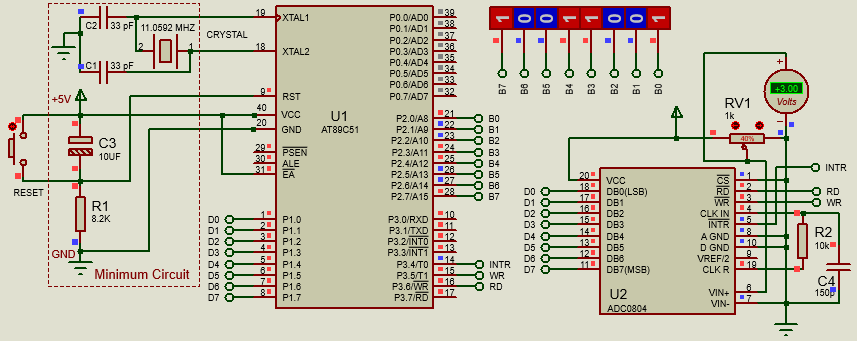 C2 33 pF
11.0592 MHZ
CRYSTAL
2 1
C1 33 pF
+5V
C3
10UF
RESET
R1
8.2K
GND
Minimum Circuit
19 XTAL1
18 XTAL2
9 RST
40 VCC
20 GND
29 PSEN
30 ALE
31 EA
U1
AT89C51
1 P1.0 D0
2 P1.1 D1
3 P1.2 D2
4 P1.3 D3
5 P1.4 D4
6 P1.5 D5
7 P1.6 D6
8 P1.7 D7
P0.0/AD0 39
P0.1/AD1 38
P0.2/AD2 37
P0.3/AD3 36
P0.4/AD4 35
P0.5/AD5 34
P0.6/AD6 33
P0.7/AD7 32
P2.0/A8 21 B0
P2.1/A9 22 B1
P2.2/A10 23 B2
P2.3/A11 24 B3
P2.4/A12 25 B4
P2.5/A13 26 B5
P2.6/A14 27 B6
P2.7/A15 28 B7
P3.0/RXD 10
P3.1/TXD 11
P3.2/INT0 12
P3.3/INT1 13
P3.4/T0 14 INTR
P3.5/T1 15 WR
P3.6/WR 16 RD
P3.7/RD 17
1 0 0 1 1 0 0 1 0
B7 B6 B5 B4 B3 B2 B1 B0
RV1
1k
40%
+3.00
Volts
+
−
20 VCC
D0 18 DB0(LSB)
D1 17 DB1
D2 16 DB2
D3 15 DB3
D4 14 DB4
D5 13 DB5
D6 12 DB6
D7 11 DB7(MSB)
U2
ADC0804
CS 1
RD 2
WR 3
CLK IN 4
INTR 5
A GND 8
D GND 10
VREF/2 9
CLK R 19
VIN+ 6
VIN- 7
INTR
RD
WR
R2
10k
C4
150p